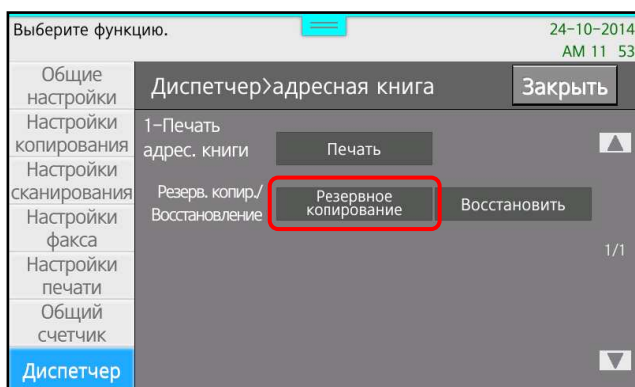 Выберите функцию.
24-10-2014
AM 11 53
Общие
настройки
Настройки
копирования
Настройки
сканирования
Настройки
факса
Настройки
печати
Общий
счетчик
Диспетчер
Диспетчер>адресная книга
Закрыть
1-Печать
адрес. книги
Печать
Резерв. копир./
Восстановление
Резервное
копирование
Восстановить
1/1